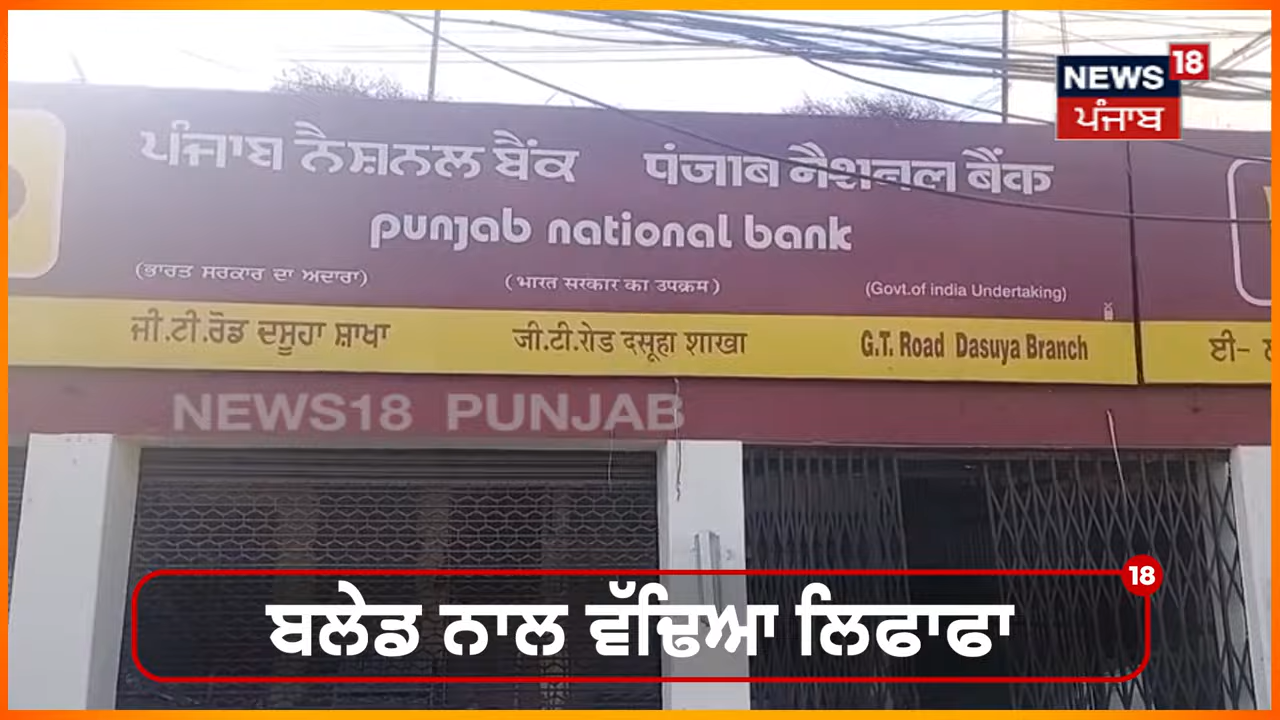 NEWS 18
ਪੰਜਾਬ
ਪੰਜਾਬ ਨੈਸ਼ਨਲ ਬੈਂਕ पंजाब नैशनल बैंक
punjab national bank
(ਭਾਰਤ ਸਰਕਾਰ ਦਾ ਅਦਾਰਾ) (भारत सरकार का उपक्रम) (Govt.of india Undertaking)
ਜੀ.ਟੀ.ਰੋਡ ਦਸੂਹਾ ਸ਼ਾਖਾ जी.टी.रोड दसूहा शाखा G.T. Road Dasuya Branch
ਈ-
NEWS18 PUNJAB
18
ਬਲੇਡ ਨਾਲ ਵੱਢਿਆ ਲਿਫਾਫਾ